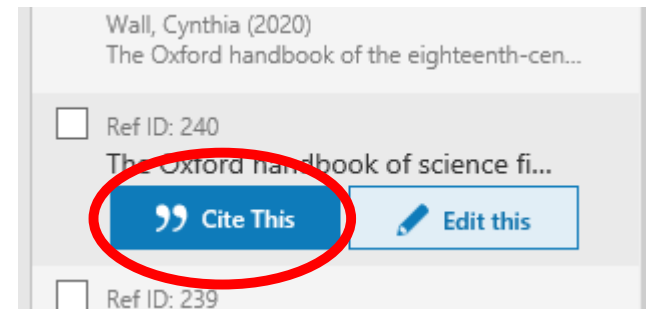 Wall, Cynthia (2020)
The Oxford handbook of the eighteenth-cen...
Ref ID: 240
The Oxford handbook of science fi...
Cite This
Edit this
Ref ID: 239